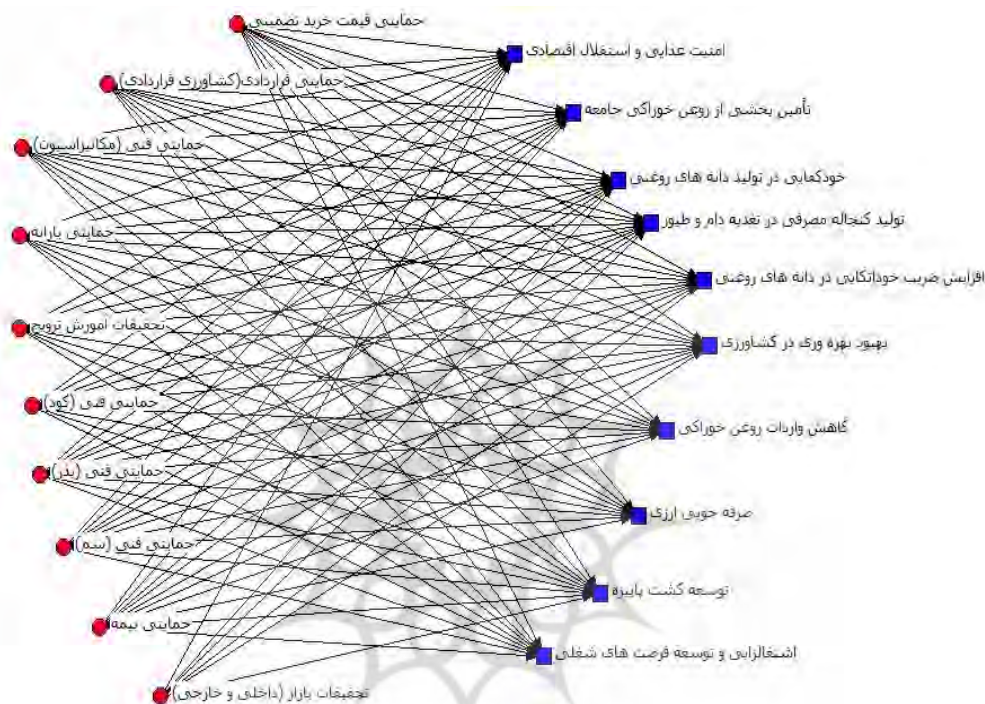 حمایتی قیمت خرید تضمینی
حمایتی قراردادی(کشاورزی قراردادی)
حمایتی فنی (مکانیزاسیون)
حمایتی یارانه
تحقیقات آموزش ترویج
حمایتی فنی (کود)
حمایتی فنی (بذر)
حمایتی فنی (سم)
حمایتی بیمه
تحقیقات بازار (داخلی و خارجی)
امنیت غذایی و استقلال اقتصادی
تأمین بخشی از روغن خوراکی جامعه
خودکفایی در تولید دانه های روغنی
تولید کنجاله مصرفی در تغذیه دام و طیور
افزایش ضریب خوداتکایی در دانه های روغنی
بهبود بهره وری در کشاورزی
کاهش واردات روغن خوراکی
صرفه جویی ارزی
توسعه کشت پاییزه
اشتغالزایی و توسعه فرصت های شغلی